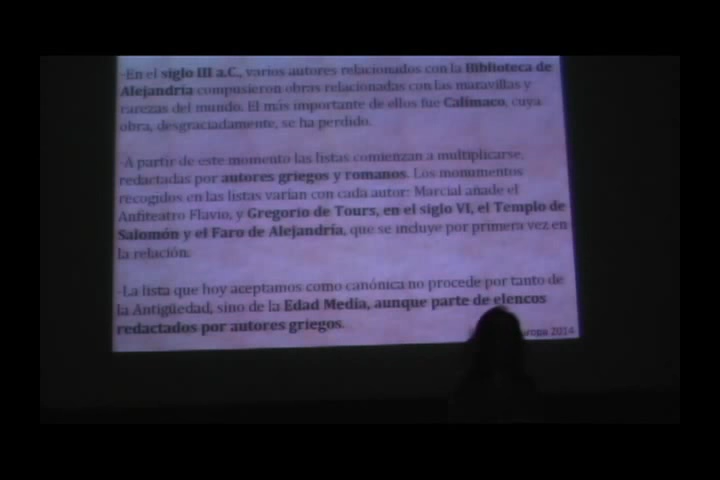 -En el siglo III a.C., varios autores relacionados con la Biblioteca de
Alejandría compusieron obras relacionadas con las maravillas y
rarezas del mundo. El más importante de ellos fue Calímaco, cuya
obra, desgraciadamente, se ha perdido.
-A partir de este momento las listas comienzan a multiplicarse,
redactadas por autores griegos y romanos. Los monumentos
recogidos en las listas varían con cada autor: Marcial añade el
Anfiteatro Flavio, y Gregorio de Tours, en el siglo VI, el Templo de
Salomón y el Faro de Alejandría, que se incluye por primera vez en
la relación.
-La lista que hoy aceptamos como canónica no procede por tanto de
la Antigüedad, sino de la Edad Media, aunque parte de elencos
redactados por autores griegos.
2014